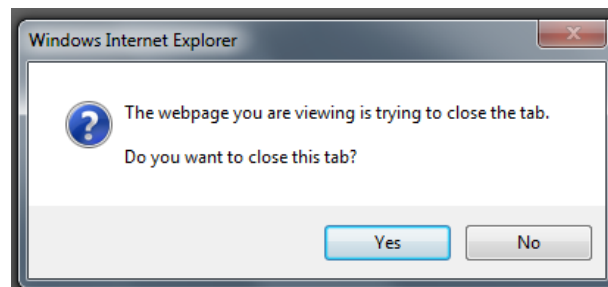 Windows Internet Explorer
The webpage you are viewing is trying to close the tab.
Do you want to close this tab?
Yes No